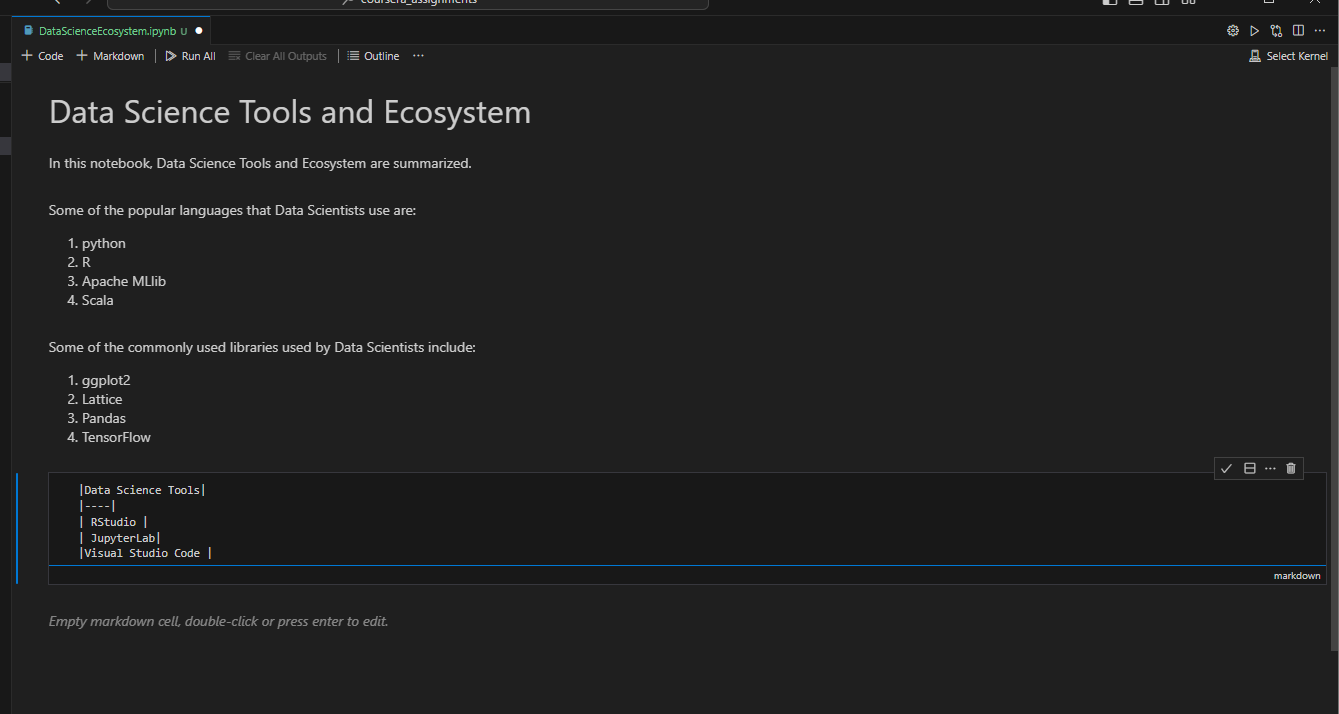 coursera_assignments
DataScienceEcosystem.ipynb U
+ Code + Markdown Run All Clear All Outputs Outline ...
Select Kernel
Data Science Tools and Ecosystem
In this notebook, Data Science Tools and Ecosystem are summarized.
Some of the popular languages that Data Scientists use are:
1. python
2. R
3. Apache MLlib
4. Scala
Some of the commonly used libraries used by Data Scientists include:
1. ggplot2
2. Lattice
3. Pandas
4. TensorFlow
|Data Science Tools|
|----|
| RStudio |
| JupyterLab|
|Visual Studio Code |
markdown
Empty markdown cell, double-click or press enter to edit.